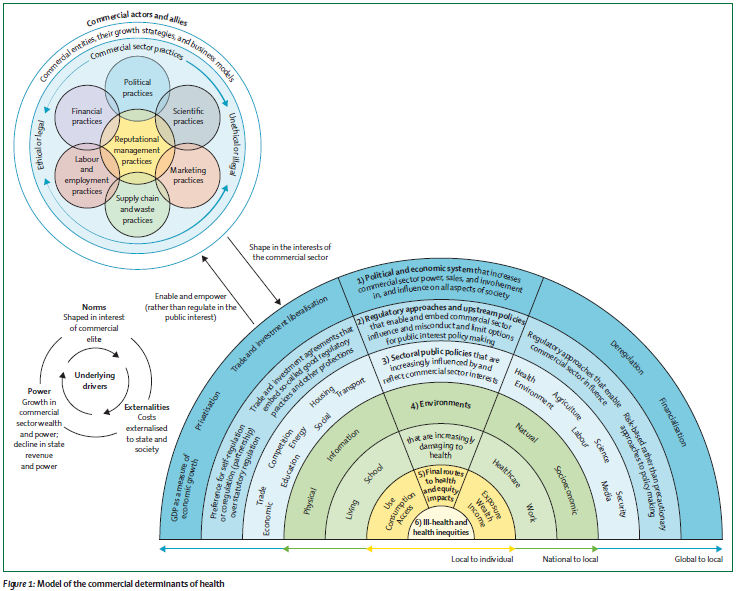 Commercial actors and allies
Commercial entities, their growth strategies, and business models
Commercial sector practices
Ethical or legal
Unethical or illegal
Political
practices
Financial
practices
Scientific
practices
Reputational
management
practices
Labour
and
employment
practices
Marketing
practices
Supply chain
and waste
practices
Shape in the interests
of the commercial sector
Enable and empower
(rather than regulate in the
public interest)
Norms
Shaped in interest
of commercial
elite
Underlying
drivers
Power
Growth in
commercial
sector wealth
and power;
decline in state
revenue
and power
Externalities
Costs
externalised
to state and
society
1) Political and economic system that increases
commercial sector power, sales, and involvement
in, and influence on all aspects of society
Trade and investment liberalisation
Privatisation
GDP as a measure of
economic growth
Deregulation
Financialisation
2) Regulatory approaches and upstream policies
that enable and embed commercial sector
influence and misconduct and limit options
for public interest policy making
Trade and investment agreements that
embed so-called good regulatory
practices and other protections
Preference for self-regulation
or coregulation (partnership)
over statutory regulation
Regulatory approaches that enable
commercial sector influence
Risk-based rather than precautionary
approaches to policy making
3) Sectoral public policies that are
increasingly influenced by and
reflect commercial sector interests
Transport
Housing
Social
Energy
Competition
Education
Trade
Economic
Health
Environment
Agriculture
Labour
Science
Media
Security
4) Environments
that are increasingly
damaging to
health
Information
Physical
School
Living
Natural
Socioeconomic
Healthcare
Work
5) Final routes
to health
and equity
impacts
Use
Consumption
Access
Exposure
Wealth
Income
6) Ill-health and
health inequities
Local to individual
National to local
Global to local
Figure 1: Model of the commercial determinants of health